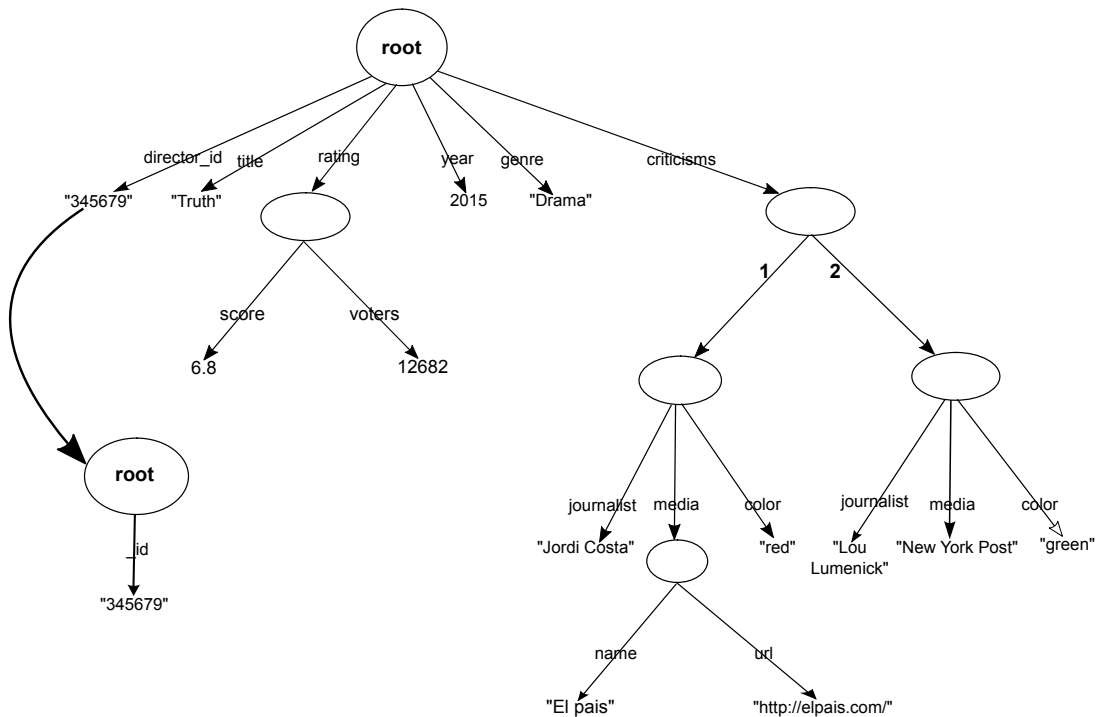 root
director_id
title
rating
year
genre
criticisms
"345679"
"Truth"
2015
"Drama"
1
2
score
voters
6.8
12682
root
journalist
media
color
journalist
media
color
"Jordi Costa"
"red"
"Lou
Lumenick"
"New York Post"
"green"
_id
"345679"
name
url
"El pais"
"http://elpais.com/"